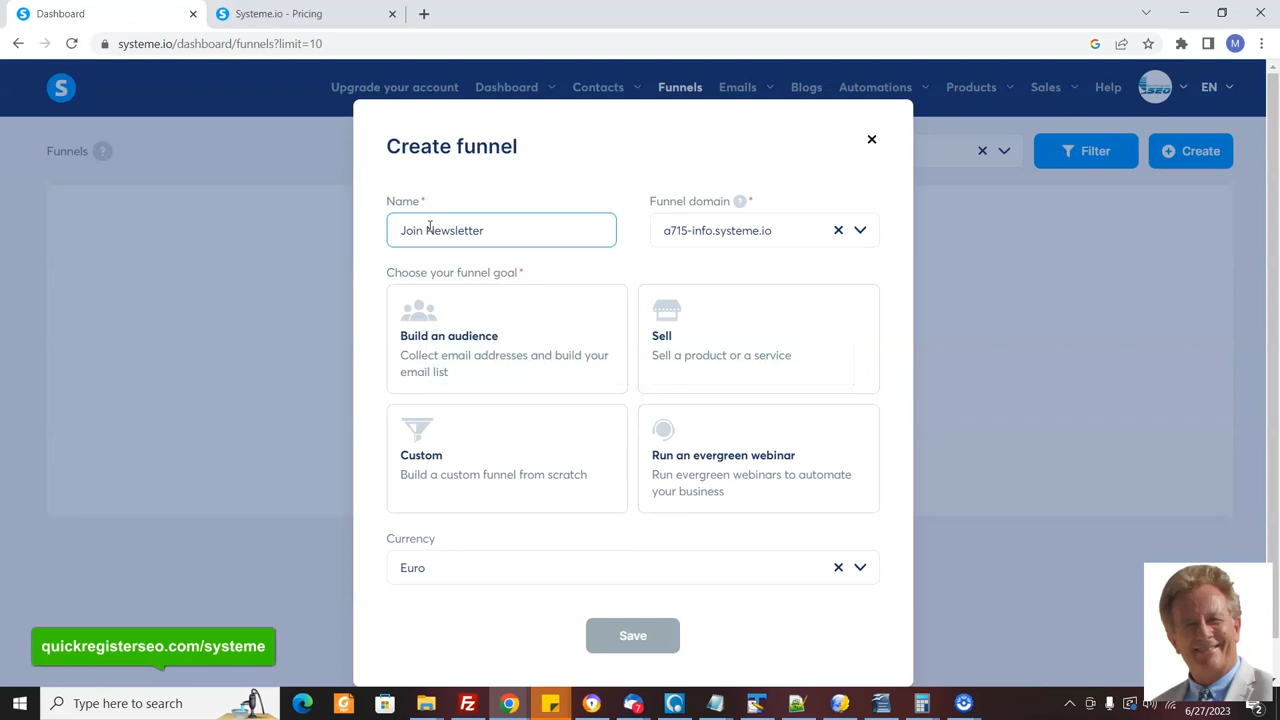 Dashboard
Systeme.io - Pricing
systeme.io/dashboard/funnels?limit=10
M
S
Upgrade your account
Dashboard
Contacts
Funnels
Emails
Blogs
Automations
Products
Sales
Help
SEO
EN
Funnels ?
Filter
Create
Create funnel
Name*
Funnel domain ? *
Join Newsletter
a715-info.systeme.io
Choose your funnel goal*
Build an audience
Collect email addresses and build your
email list
Sell
Sell a product or a service
Custom
Build a custom funnel from scratch
Run an evergreen webinar
Run evergreen webinars to automate
your business
Currency
Euro
Save
quickregisterseo.com/systeme
Type here to search
7
6/27/2023
2